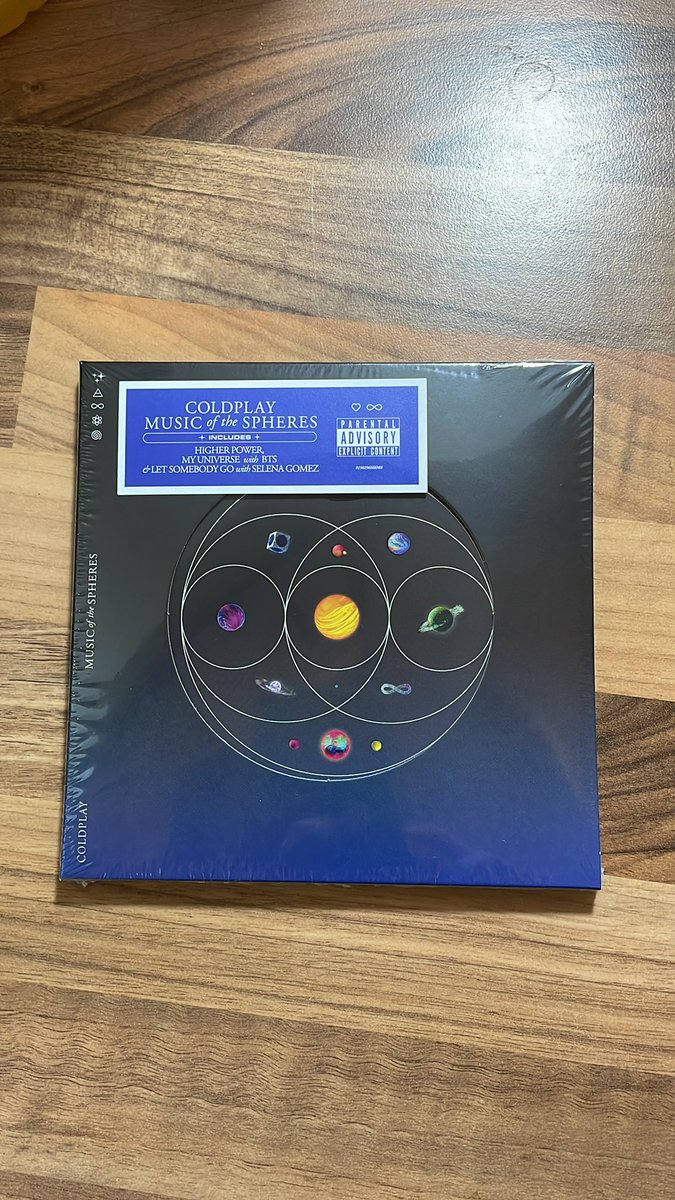 COLDPLAY
MUSIC of the SPHERES
INCLUDES
HIGHER POWER,
MY UNIVERSE with BTS
& LET SOMEBODY GO with SELENA GOMEZ
PARENTAL
ADVISORY
EXPLICIT CONTENT
MUSIC of the SPHERES
COLDPLAY